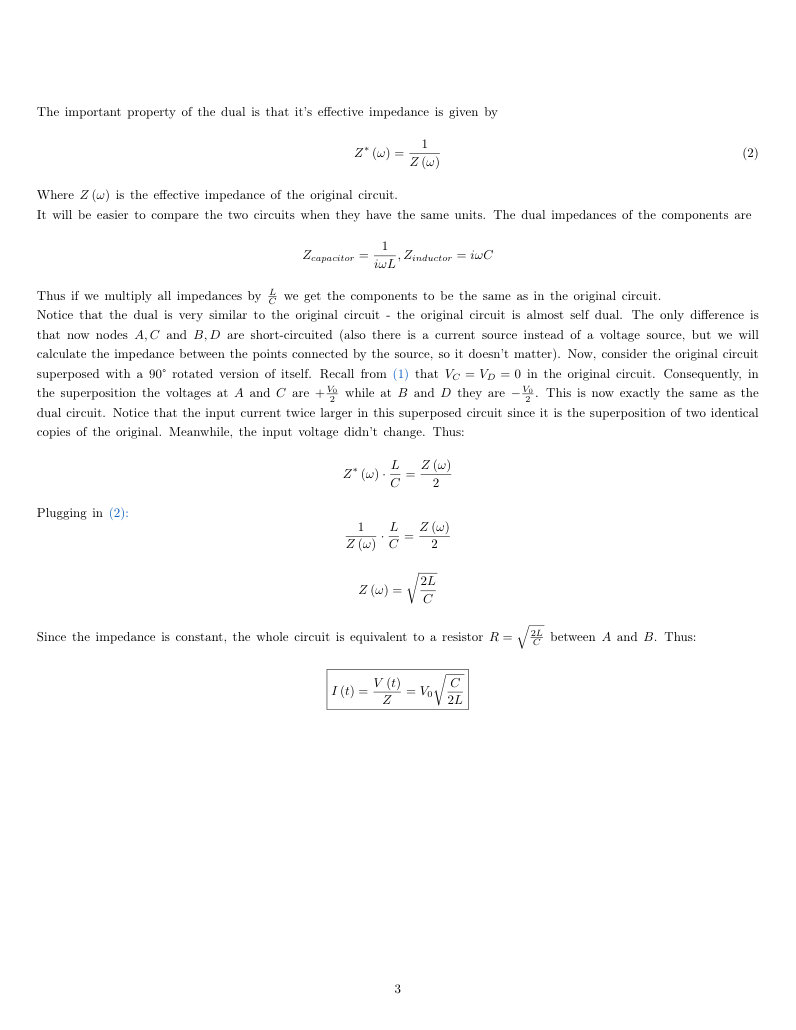 The important property of the dual is that it's effective impedance is given by
Z* (ω) = 1 / Z (ω) (2)
Where Z (ω) is the effective impedance of the original circuit.
It will be easier to compare the two circuits when they have the same units. The dual impedances of the components are
Z_capacitor = 1 / iωL , Z_inductor = iωC
Thus if we multiply all impedances by L/C we get the components to be the same as in the original circuit.
Notice that the dual is very similar to the original circuit - the original circuit is almost self dual. The only difference is
that now nodes A, C and B, D are short-circuited (also there is a current source instead of a voltage source, but we will
calculate the impedance between the points connected by the source, so it doesn't matter). Now, consider the original circuit
superposed with a 90° rotated version of itself. Recall from (1) that V_C = V_D = 0 in the original circuit. Consequently, in
the superposition the voltages at A and C are +V_0/2 while at B and D they are −V_0/2. This is now exactly the same as the
dual circuit. Notice that the input current twice larger in this superposed circuit since it is the superposition of two identical
copies of the original. Meanwhile, the input voltage didn't change. Thus:
Z* (ω) · L/C = Z (ω) / 2
Plugging in (2):
1 / Z (ω) · L/C = Z (ω) / 2
Z (ω) = √(2L/C)
Since the impedance is constant, the whole circuit is equivalent to a resistor R = √(2L/C) between A and B. Thus:
I (t) = V (t) / Z = V_0 √(C/2L)
3